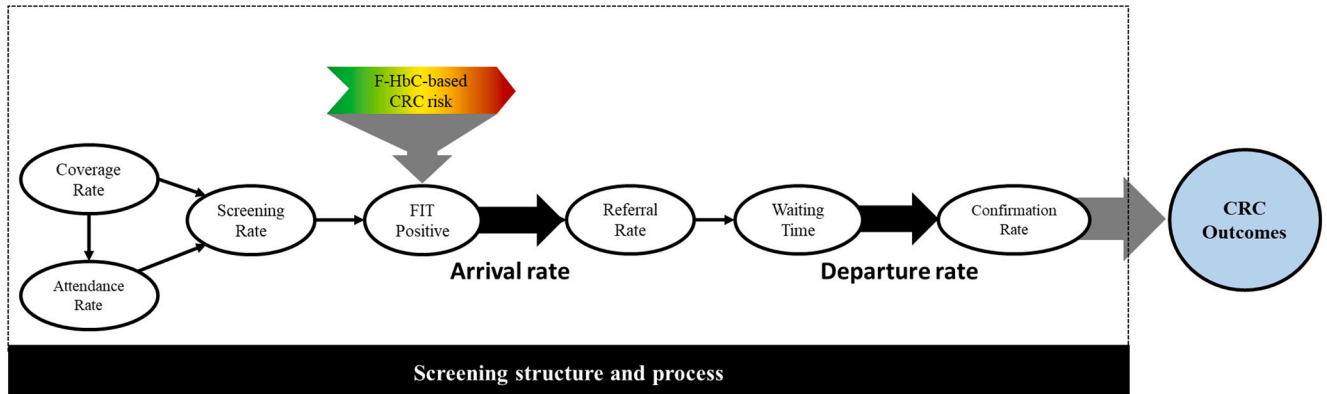 F-HbC-based
CRC risk
Coverage
Rate
Attendance
Rate
Screening
Rate
FIT
Positive
Arrival rate
Referral
Rate
Waiting
Time
Departure rate
Confirmation
Rate
CRC
Outcomes
Screening structure and process